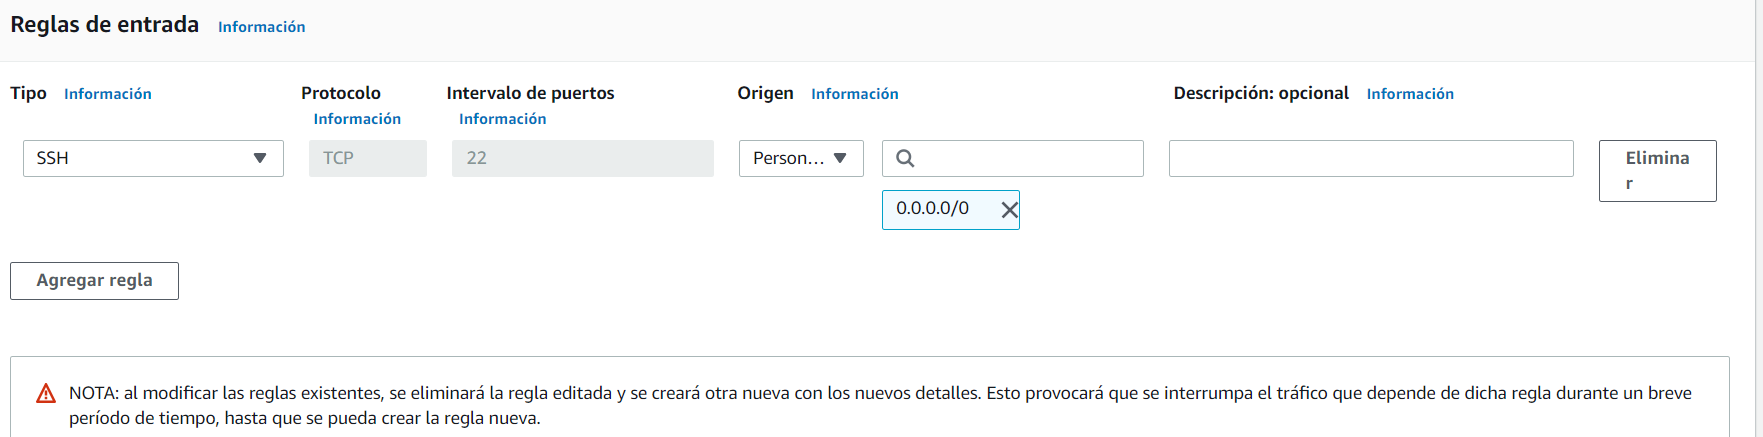 Reglas de entrada Información
Tipo Información Protocolo Información Intervalo de puertos Información Origen Información Descripción: opcional Información
SSH TCP 22 Person... Eliminar
0.0.0.0/0
Agregar regla
NOTA: al modificar las reglas existentes, se eliminará la regla editada y se creará otra nueva con los nuevos detalles. Esto provocará que se interrumpa el tráfico que depende de dicha regla durante un breve
período de tiempo, hasta que se pueda crear la regla nueva.